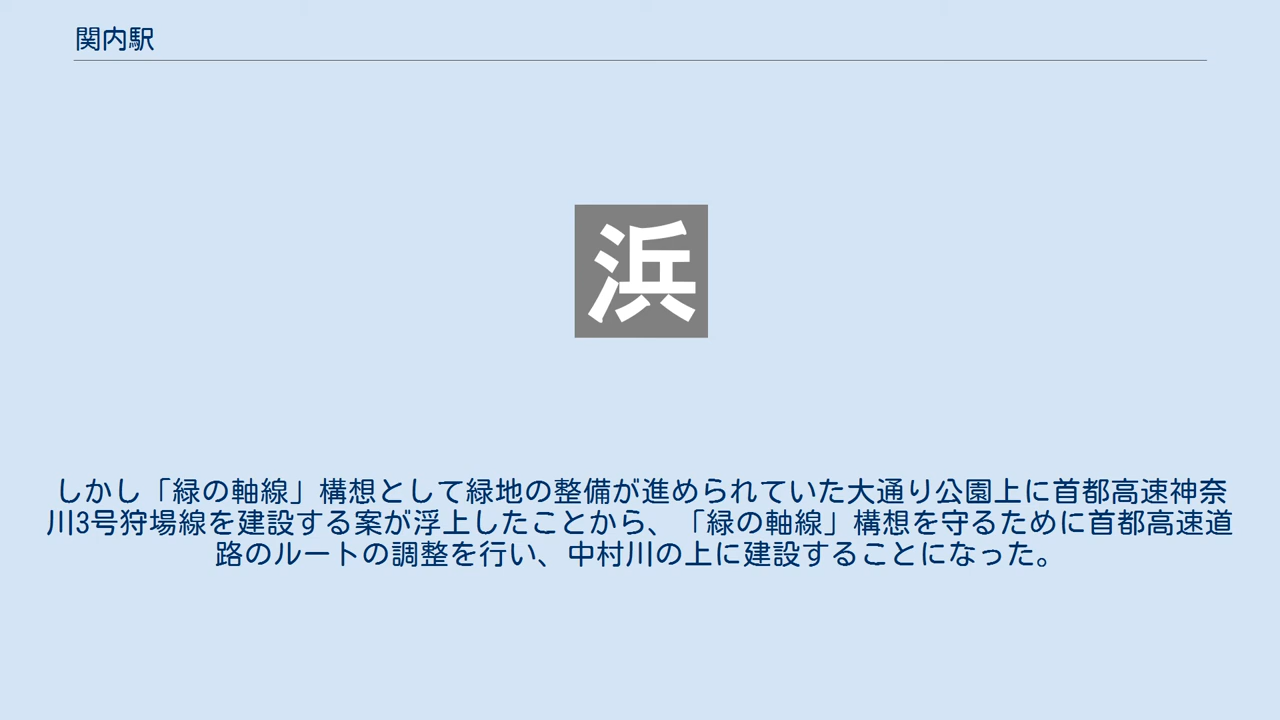 関内駅
浜
しかし「緑の軸線」構想として緑地の整備が進められていた大通り公園上に首都高速神奈
川3号狩場線を建設する案が浮上したことから、「緑の軸線」構想を守るために首都高速道
路のルートの調整を行い、中村川の上に建設することになった。